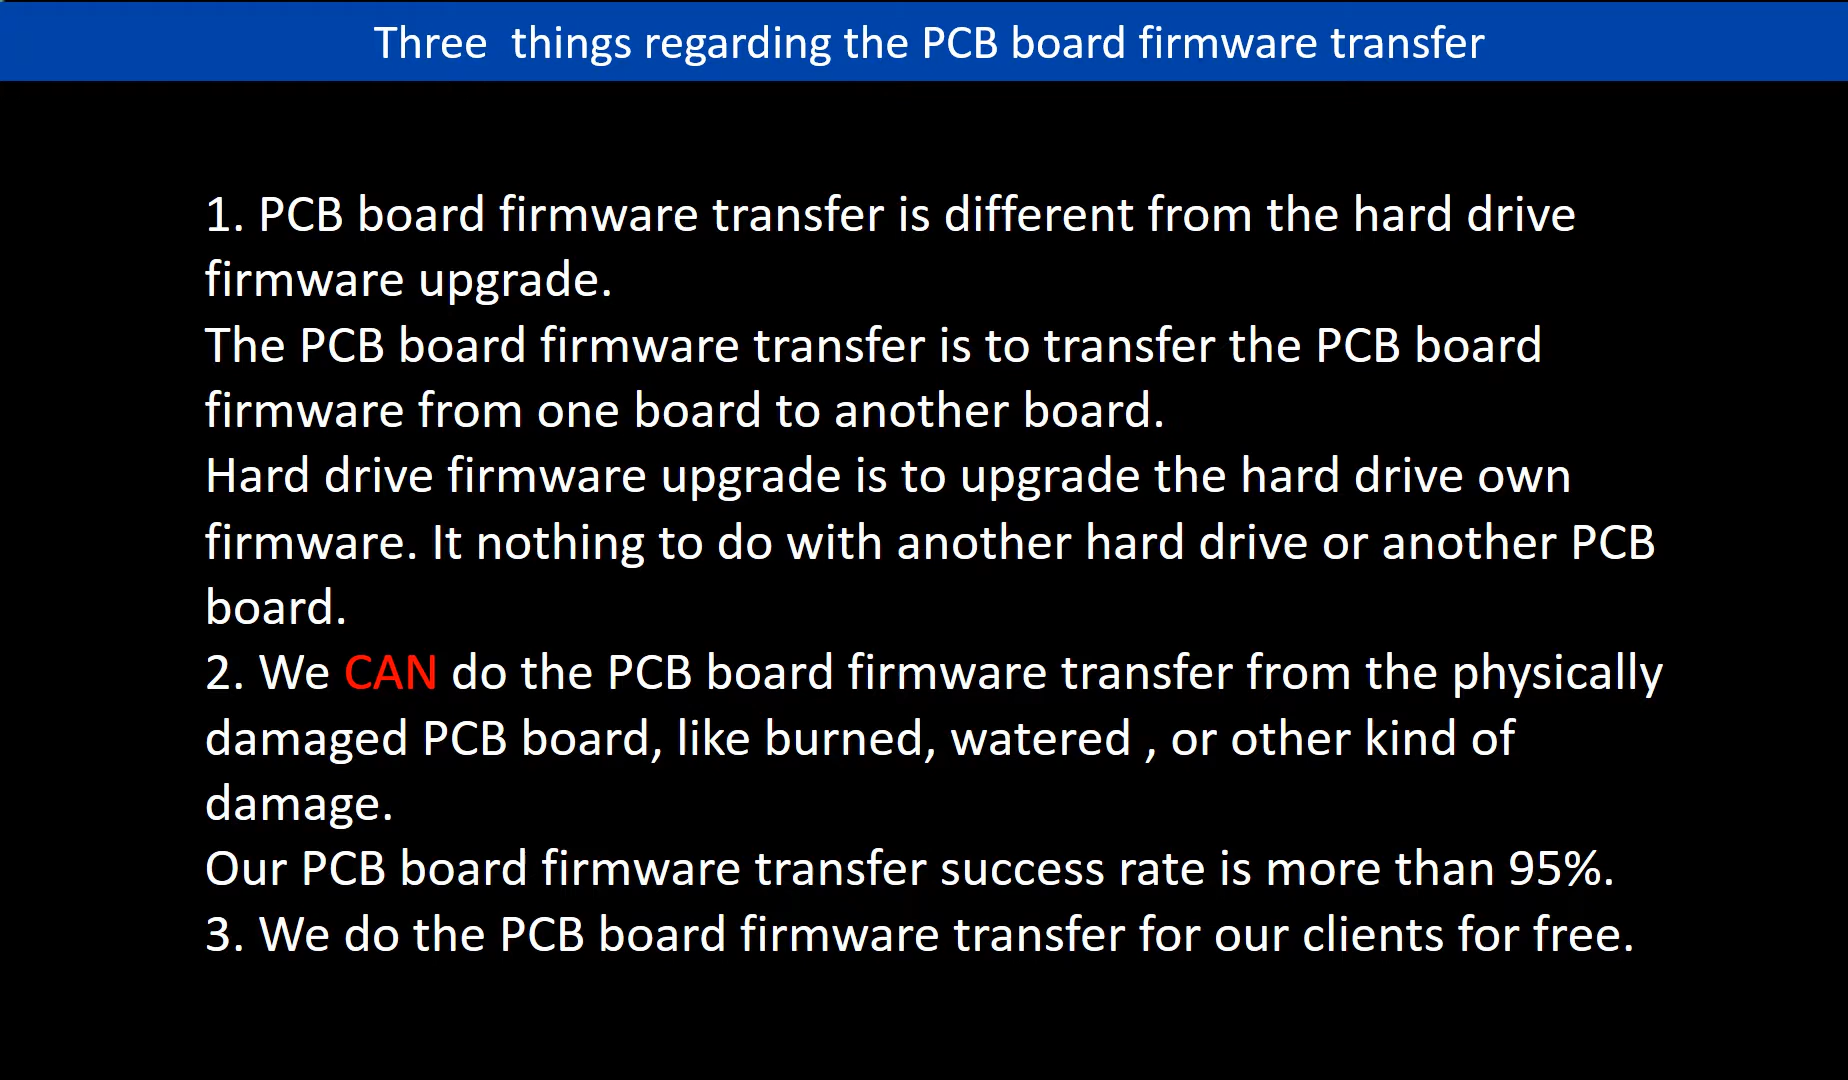 Three  things regarding the PCB board firmware transfer
1. PCB board firmware transfer is different from the hard drive
firmware upgrade.
The PCB board firmware transfer is to transfer the PCB board
firmware from one board to another board.
Hard drive firmware upgrade is to upgrade the hard drive own
firmware. It nothing to do with another hard drive or another PCB
board.
2. We CAN do the PCB board firmware transfer from the physically
damaged PCB board, like burned, watered , or other kind of
damage.
Our PCB board firmware transfer success rate is more than 95%.
3. We do the PCB board firmware transfer for our clients for free.